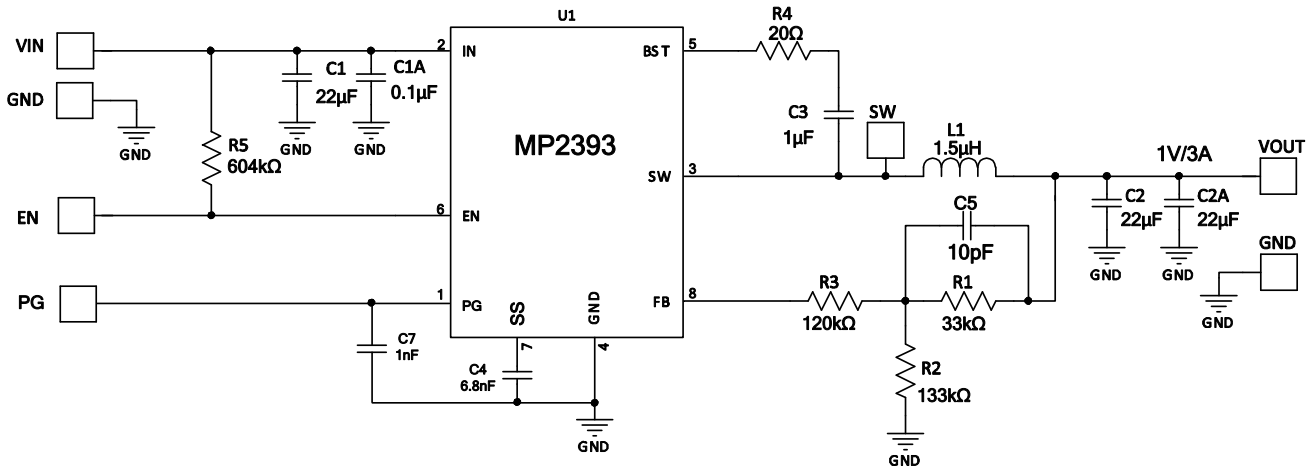 U1
VIN
GND
GND
R5
604kΩ
C1
22µF
GND
C1A
0.1µF
GND
EN
PG
2
IN
6
EN
1
PG
MP2393
BST
5
SW
3
FB
8
SS
7
GND
4
C7
1nF
C4
6.8nF
GND
R4
20Ω
C3
1µF
SW
L1
1.5µH
1V/3A
VOUT
C5
10pF
R3
120kΩ
R1
33kΩ
R2
133kΩ
GND
C2
22µF
GND
C2A
22µF
GND
GND
GND